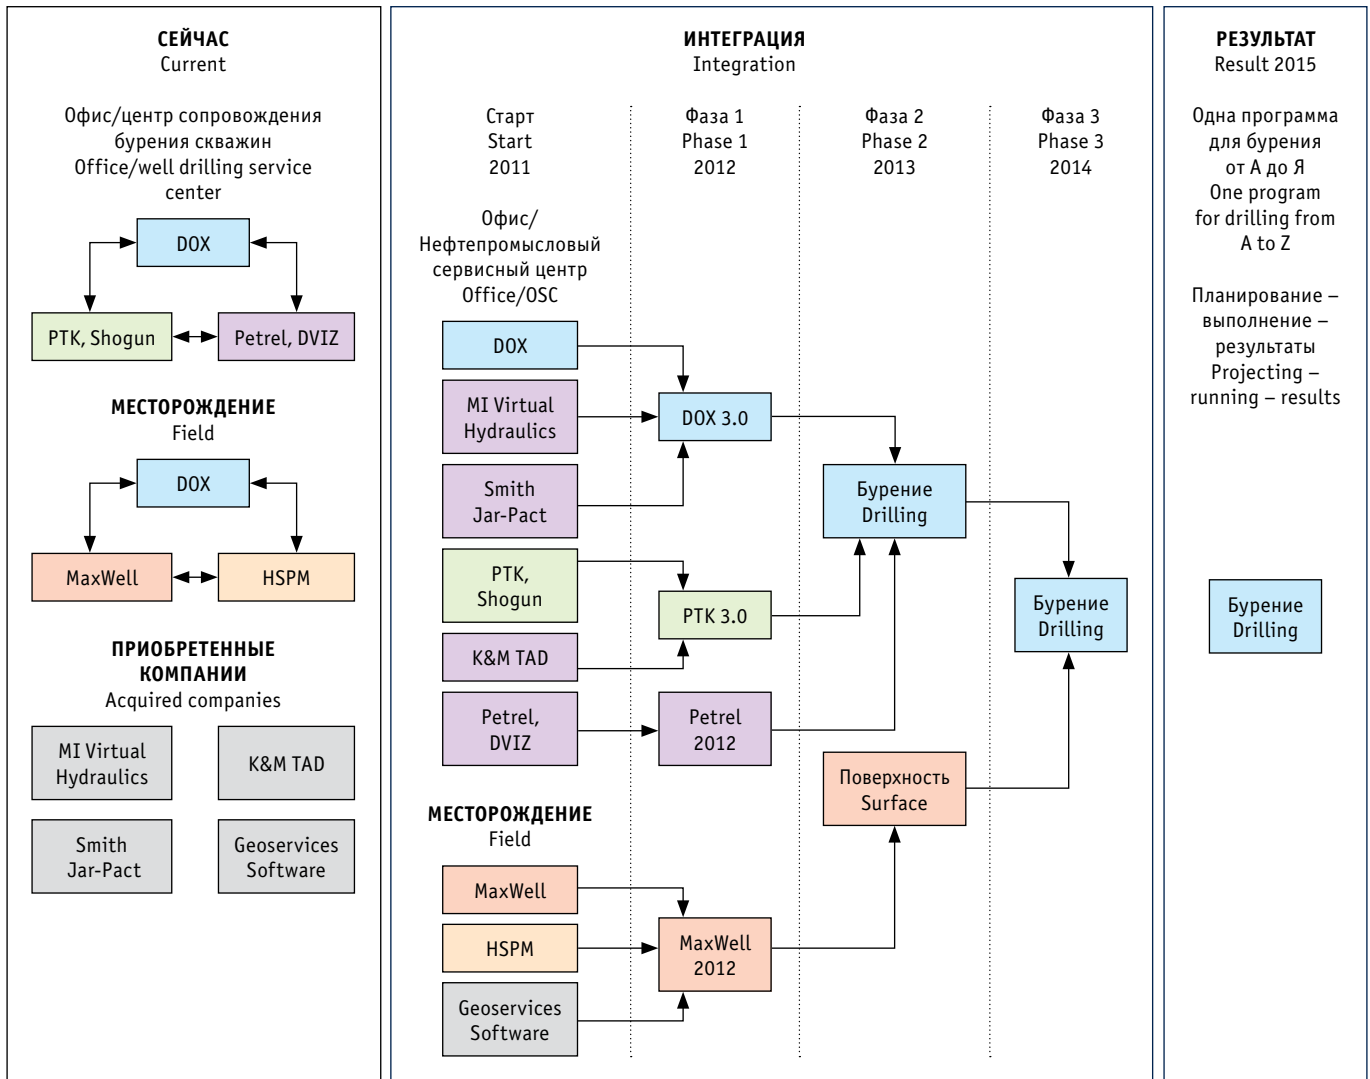 СЕЙЧАС
Current
Офис/центр сопровождения
бурения скважин
Office/well drilling service
center
DOX
PTK, Shogun
Petrel, DVIZ
МЕСТОРОЖДЕНИЕ
Field
DOX
MaxWell
HSPM
ПРИОБРЕТЕННЫЕ
КОМПАНИИ
Acquired companies
MI Virtual
Hydraulics
K&M TAD
Smith
Jar-Pact
Geoservices
Software
ИНТЕГРАЦИЯ
Integration
Старт
Start
2011
Фаза 1
Phase 1
2012
Фаза 2
Phase 2
2013
Фаза 3
Phase 3
2014
Офис/
Нефтепромысловый
сервисный центр
Office/OSC
DOX
MI Virtual
Hydraulics
Smith
Jar-Pact
PTK,
Shogun
K&M TAD
Petrel,
DVIZ
DOX 3.0
PTK 3.0
Petrel
2012
Бурение
Drilling
Поверхность
Surface
Бурение
Drilling
МЕСТОРОЖДЕНИЕ
Field
MaxWell
HSPM
Geoservices
Software
MaxWell
2012
РЕЗУЛЬТАТ
Result 2015
Одна программа
для бурения
от А до Я
One program
for drilling from
A to Z
Планирование –
выполнение –
результаты
Projecting –
running – results
Бурение
Drilling